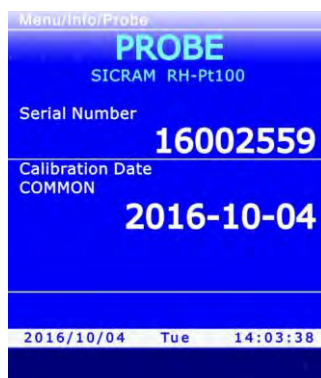 Menu/Info/Probe
PROBE
SICRAM RH-Pt100
Serial Number
16002559
Calibration Date
COMMON
2016-10-04
2016/10/04 Tue 14:03:38